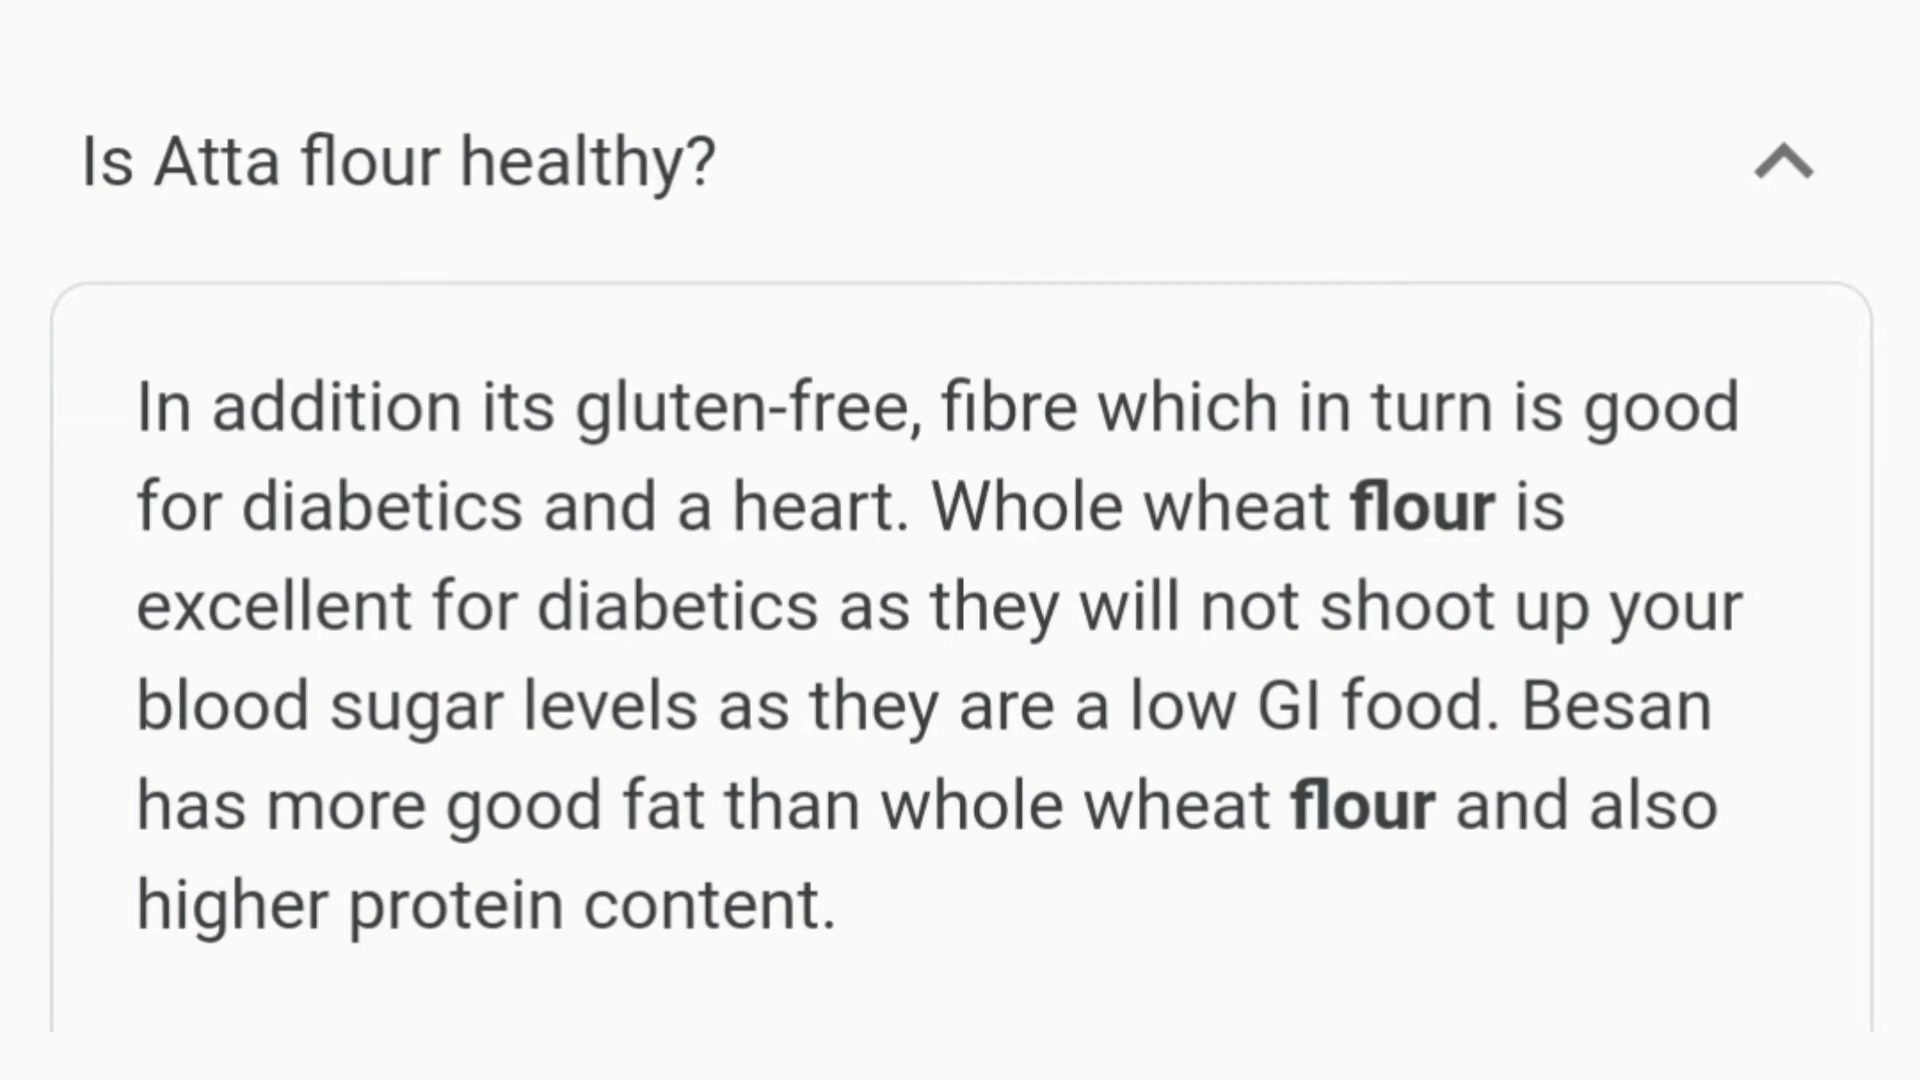 Is Atta flour healthy?
In addition its gluten-free, fibre which in turn is good
for diabetics and a heart. Whole wheat flour is
excellent for diabetics as they will not shoot up your
blood sugar levels as they are a low GI food. Besan
has more good fat than whole wheat flour and also
higher protein content.